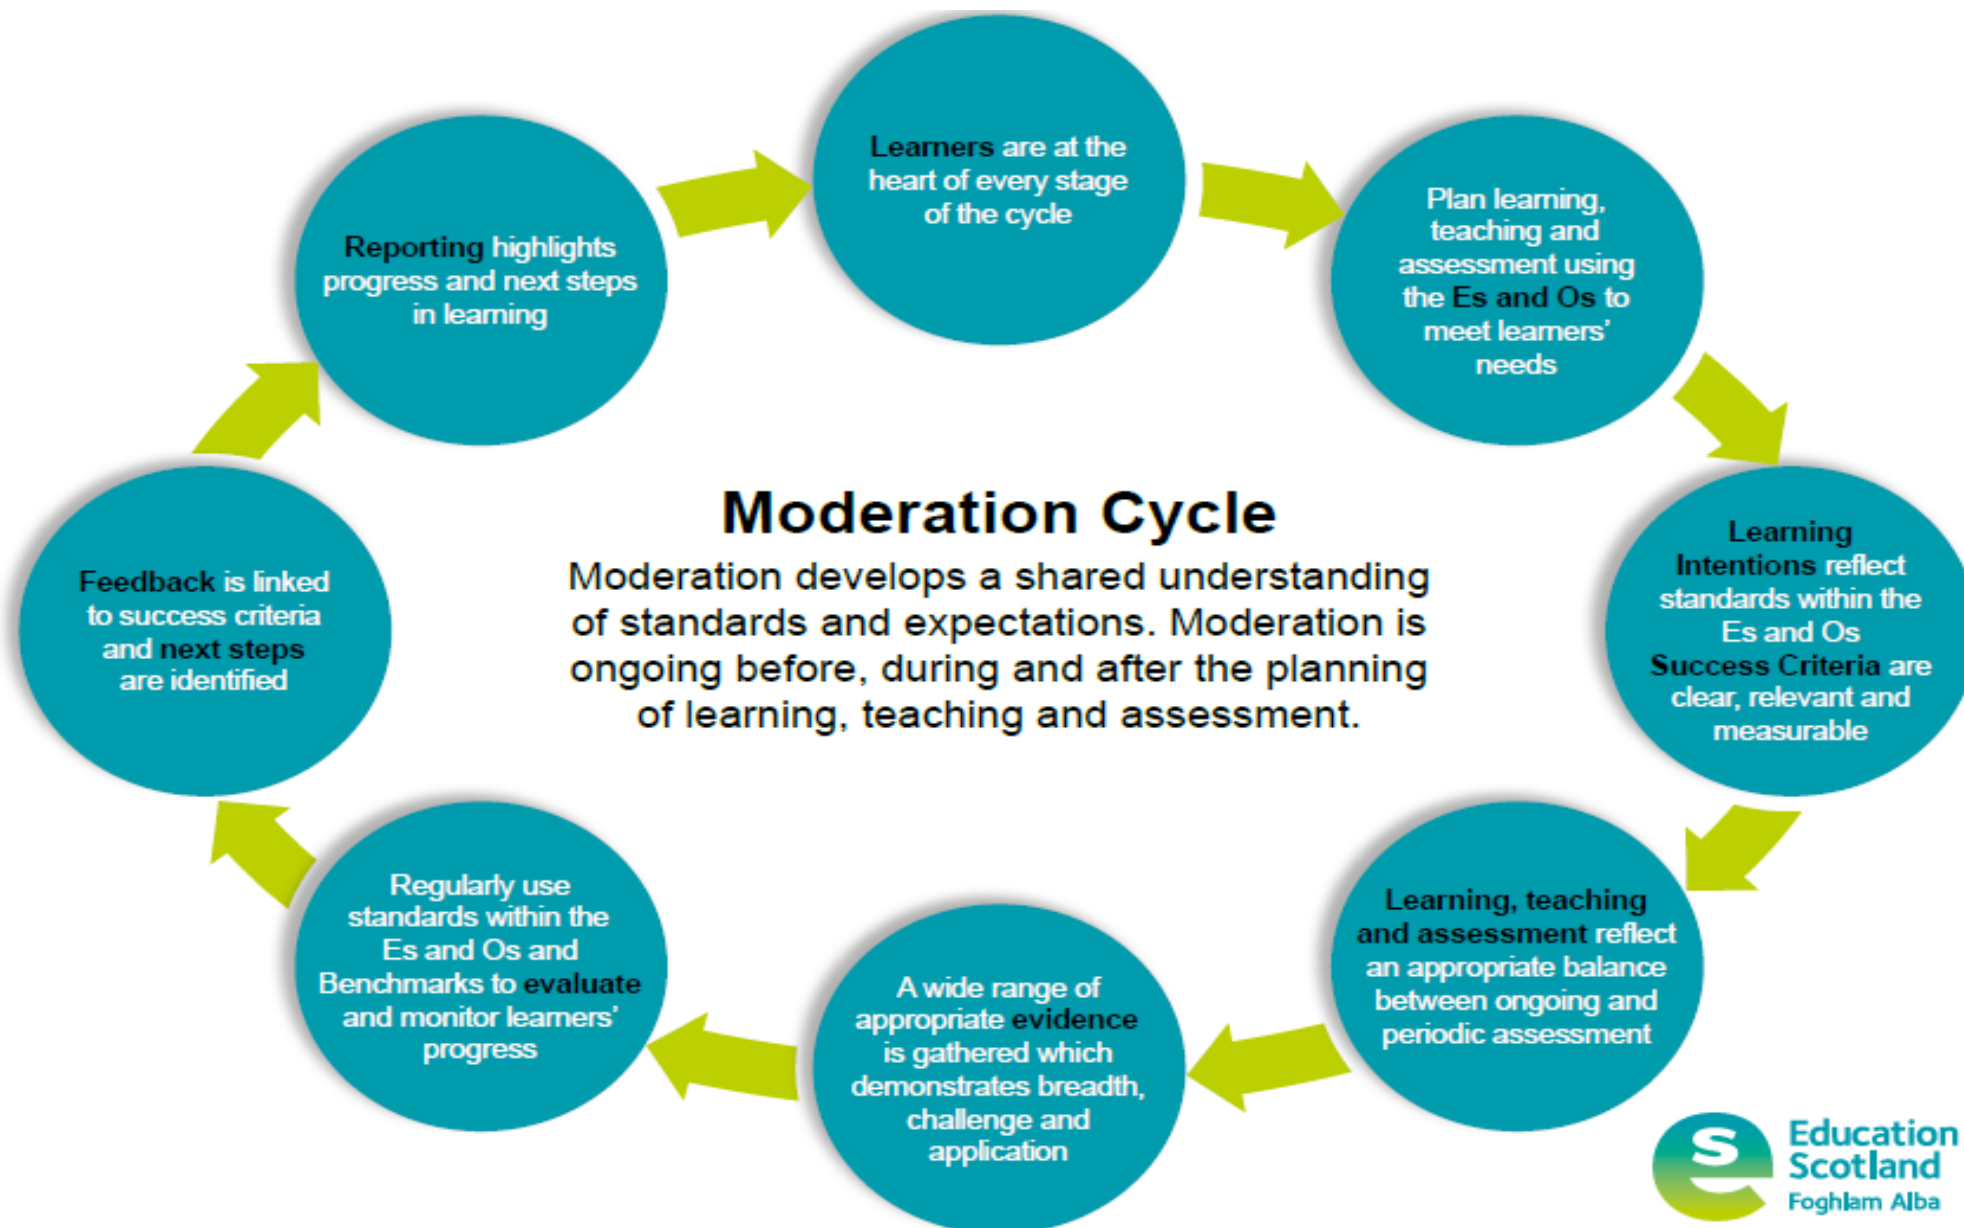 Learners are at the
heart of every stage
of the cycle
Plan learning,
teaching and
assessment using
the Es and Os to
meet learners'
needs
Learning
Intentions reflect
standards within the
Es and Os
Success Criteria are
clear, relevant and
measurable
Learning, teaching
and assessment reflect
an appropriate balance
between ongoing and
periodic assessment
A wide range of
appropriate evidence
is gathered which
demonstrates breadth,
challenge and
application
Regularly use
standards within the
Es and Os and
Benchmarks to evaluate
and monitor learners'
progress
Feedback is linked
to success criteria
and next steps
are identified
Reporting highlights
progress and next steps
in learning
Moderation Cycle
Moderation develops a shared understanding
of standards and expectations. Moderation is
ongoing before, during and after the planning
of learning, teaching and assessment.
Education
Scotland
Foghlam Alba